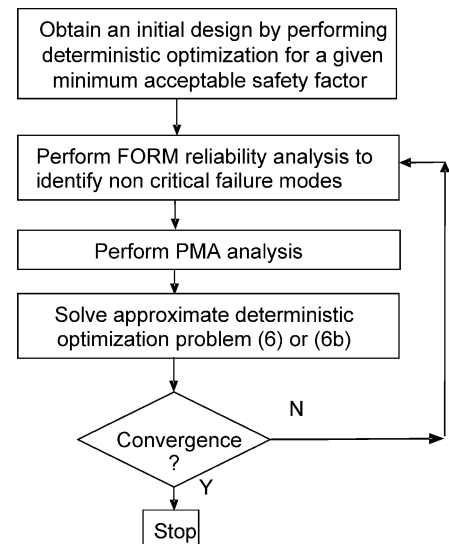 Obtain an initial design by performing
deterministic optimization for a given
minimum acceptable safety factor
Perform FORM reliability analysis to
identify non critical failure modes
Perform PMA analysis
Solve approximate deterministic
optimization problem (6) or (6b)
N
Convergence
?
Y
Stop